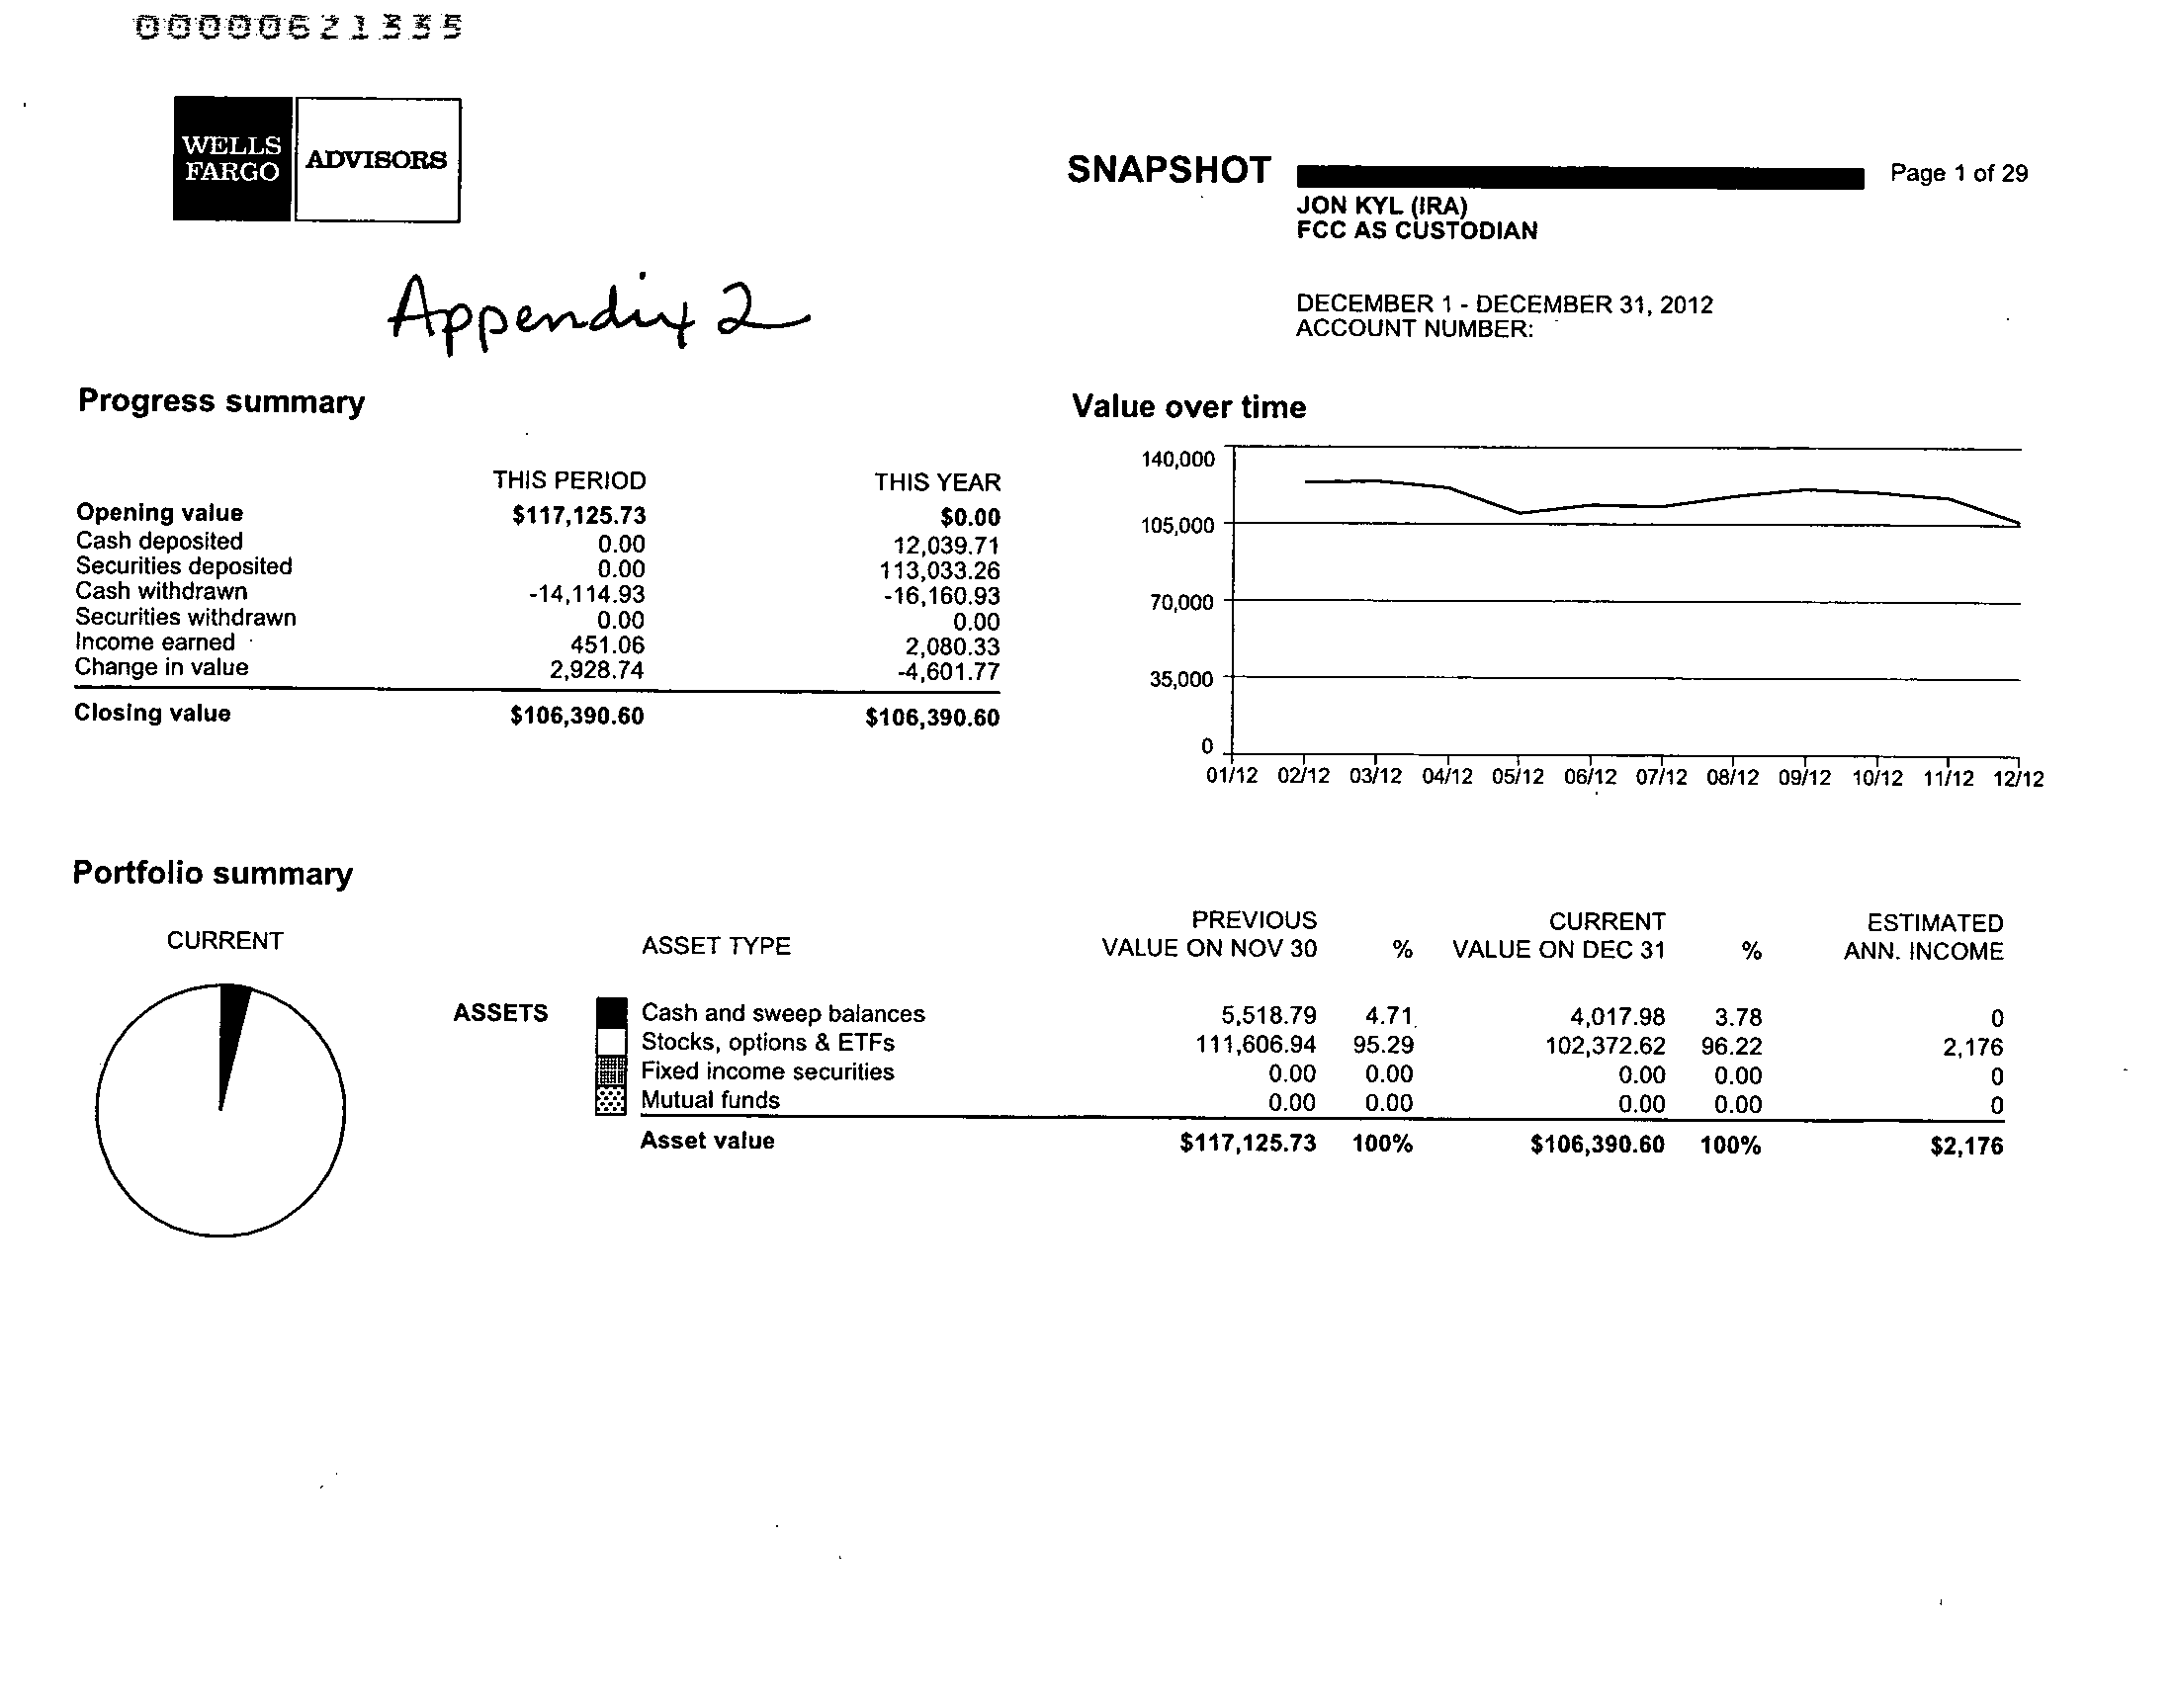 00000621335
WELLS FARGO ADVISORS
SNAPSHOT
Page 1 of 29
JON KYL (IRA)
FCC AS CUSTODIAN
Appendix 2
DECEMBER 1 - DECEMBER 31, 2012
ACCOUNT NUMBER:
Progress summary
THIS PERIOD THIS YEAR
Opening value $117,125.73 $0.00
Cash deposited 0.00 12,039.71
Securities deposited 0.00 113,033.26
Cash withdrawn -14,114.93 -16,160.93
Securities withdrawn 0.00 0.00
Income earned 451.06 2,080.33
Change in value 2,928.74 -4,601.77
Closing value $106,390.60 $106,390.60
Value over time
140,000
105,000
70,000
35,000
0
01/12 02/12 03/12 04/12 05/12 06/12 07/12 08/12 09/12 10/12 11/12 12/12
Portfolio summary
CURRENT
PREVIOUS CURRENT ESTIMATED
ASSET TYPE VALUE ON NOV 30 % VALUE ON DEC 31 % ANN. INCOME
ASSETS Cash and sweep balances 5,518.79 4.71 4,017.98 3.78 0
Stocks, options & ETFs 111,606.94 95.29 102,372.62 96.22 2,176
Fixed income securities 0.00 0.00 0.00 0.00 0
Mutual funds 0.00 0.00 0.00 0.00 0
Asset value $117,125.73 100% $106,390.60 100% $2,176